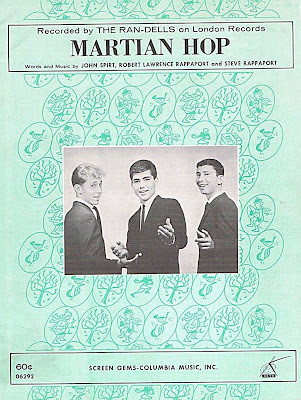 Recorded by THE RAN-DELLS on London Records
MARTIAN HOP
Words and Music by JOHN SPIRT, ROBERT LAWRENCE RAPPAPORT and STEVE RAPPAPORT
60¢
06292
SCREEN GEMS-COLUMBIA MUSIC, INC.